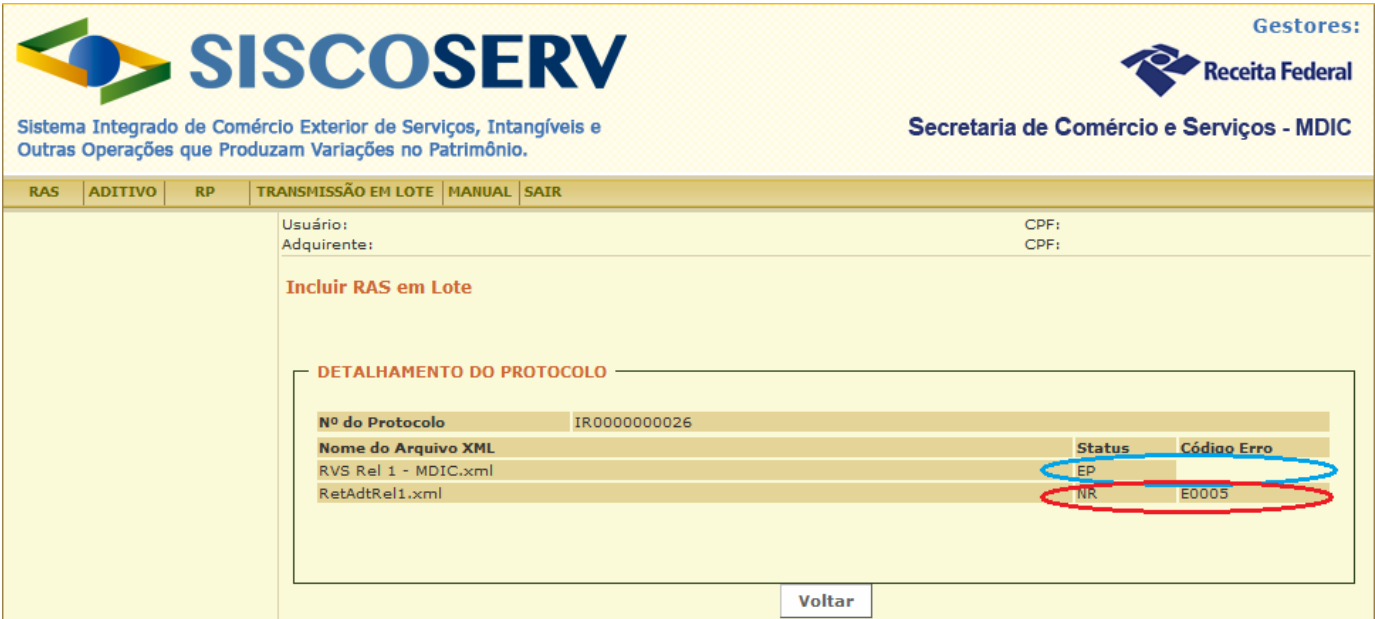 Gestores:
SISCOSERV
Receita Federal
Sistema Integrado de Comércio Exterior de Serviços, Intangíveis e
Outras Operações que Produzam Variações no Patrimônio.
Secretaria de Comércio e Serviços - MDIC
RAS ADITIVO RP TRANSMISSÃO EM LOTE MANUAL SAIR
Usuário: CPF:
Adquirente: CPF:
Incluir RAS em Lote
DETALHAMENTO DO PROTOCOLO
Nº do Protocolo IR0000000026
Nome do Arquivo XML Status Código Erro
RVS Rel 1 - MDIC.xml EP
RetAdtRel1.xml NR E0005
Voltar